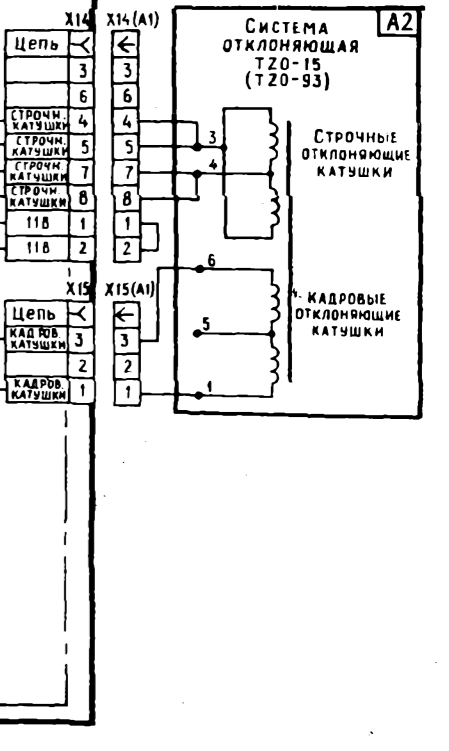 X14
X14(A1)
Цепь
3
3
6
6
СТРОЧН. КАТУШКИ 4
4
СТРОЧН. КАТУШКИ 5
5
СТРОЧН. КАТУШКИ 7
7
СТРОЧН. КАТУШКИ 8
8
11В 1
1
11В 2
2
X15
X15(A1)
Цепь
КАДРОВ. КАТУШКИ 3
3
2
2
КАДРОВ. КАТУШКИ 1
1
А2
СИСТЕМА
ОТКЛОНЯЮЩАЯ
Т20-15
(Т20-93)
3
4
СТРОЧНЫЕ
ОТКЛОНЯЮЩИЕ
КАТУШКИ
6
5
1
КАДРОВЫЕ
ОТКЛОНЯЮЩИЕ
КАТУШКИ